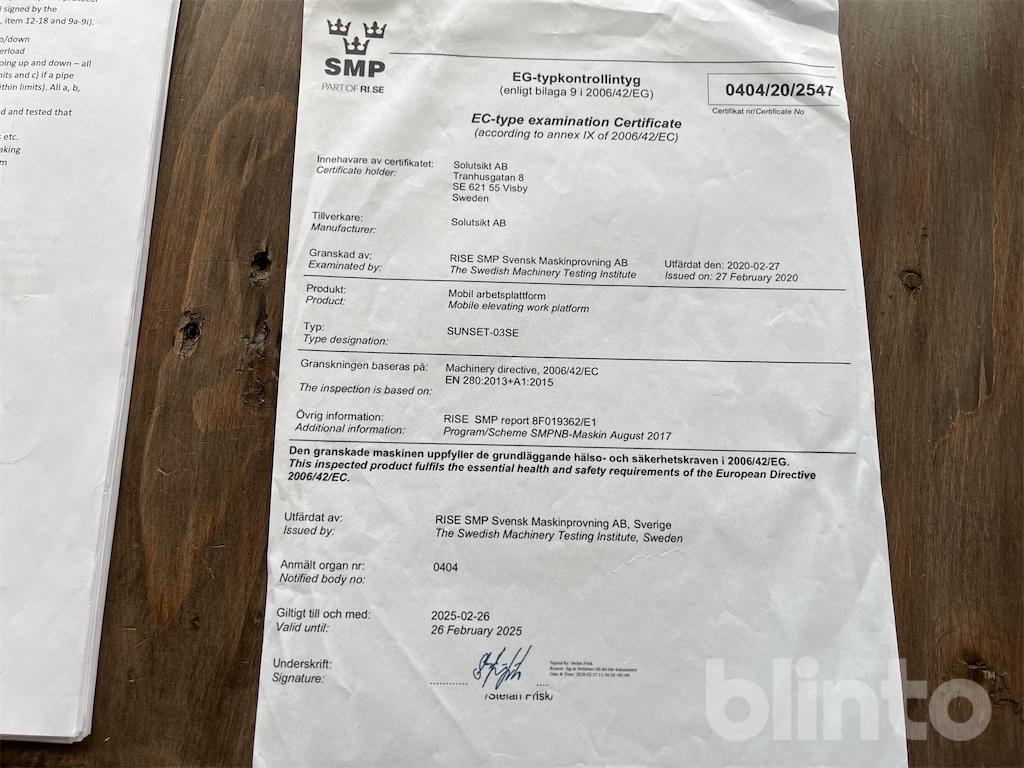 signed by the
, item 12-18 and 9a-9i).
o/down
erload
oing up and down – all
nits and c) if a pipe
ithin limits). All a, b,
d and tested that
etc.
aking
m
SMP
PART OF RI.SE
EG-typkontrollintyg
(enligt bilaga 9 i 2006/42/EG)
0404/20/2547
Certifikat nr/Certificate No
EC-type examination Certificate
(according to annex IX of 2006/42/EC)
Innehavare av certifikatet:
Certificate holder:
Solutsikt AB
Tranhusgatan 8
SE 621 55 Visby
Sweden
Tillverkare:
Manufacturer:
Solutsikt AB
Granskad av:
Examinated by:
RISE SMP Svensk Maskinprovning AB
The Swedish Machinery Testing Institute
Utfärdat den: 2020-02-27
Issued on: 27 February 2020
Produkt:
Product:
Mobil arbetsplattform
Mobile elevating work platform
Typ:
Type designation:
SUNSET-03SE
Granskningen baseras på:
The inspection is based on:
Machinery directive, 2006/42/EC
EN 280:2013+A1:2015
Övrig information:
Additional information:
RISE SMP report 8F019362/E1
Program/Scheme SMPNB-Maskin August 2017
Den granskade maskinen uppfyller de grundläggande hälso- och säkerhetskraven i 2006/42/EG.
This inspected product fulfils the essential health and safety requirements of the European Directive
2006/42/EC.
Utfärdat av:
Issued by:
RISE SMP Svensk Maskinprovning AB, Sverige
The Swedish Machinery Testing Institute, Sweden
Anmält organ nr:
Notified body no:
0404
Giltigt till och med:
Valid until:
2025-02-26
26 February 2025
Underskrift:
Signature:
Signed by: Stefan Frisk
/Stefan Frisk/
blinto™